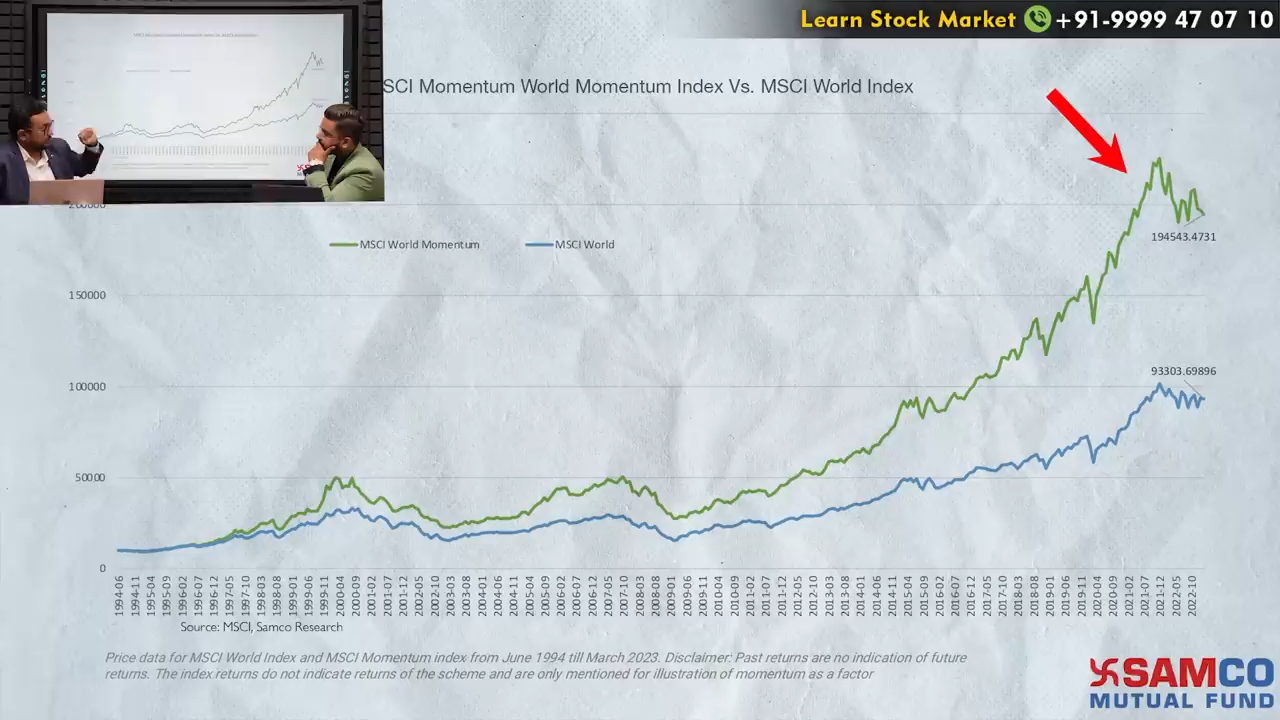 Learn Stock Market +91-9999 47 07 10
SCI Momentum World Momentum Index Vs. MSCI World Index
200000
MSCI World Momentum
MSCI World
194543.4731
150000
93303.69896
100000
50000
0
1994-06 1994-11 1995-04 1995-09 1996-02 1996-07 1996-12 1997-05 1997-10 1998-03 1998-08 1999-01 1999-06 1999-11 2000-04 2000-09 2001-02 2001-07 2001-12 2002-05 2002-10 2003-03 2003-08 2004-01 2004-06 2004-11 2005-04 2005-09 2006-02 2006-07 2006-12 2007-05 2007-10 2008-03 2008-08 2009-01 2009-06 2009-11 2010-04 2010-09 2011-02 2011-07 2011-12 2012-05 2012-10 2013-03 2013-08 2014-01 2014-06 2014-11 2015-04 2015-09 2016-02 2016-07 2016-12 2017-05 2017-10 2018-03 2018-08 2019-01 2019-06 2019-11 2020-04 2020-09 2021-02 2021-07 2021-12 2022-05 2022-10
Source: MSCI, Samco Research
Price data for MSCI World Index and MSCI Momentum index from June 1994 till March 2023. Disclaimer: Past returns are no indication of future
returns. The index returns do not indicate returns of the schema and are only mentioned for illustration of momentum as a factor
SAMCO
MUTUAL FUND